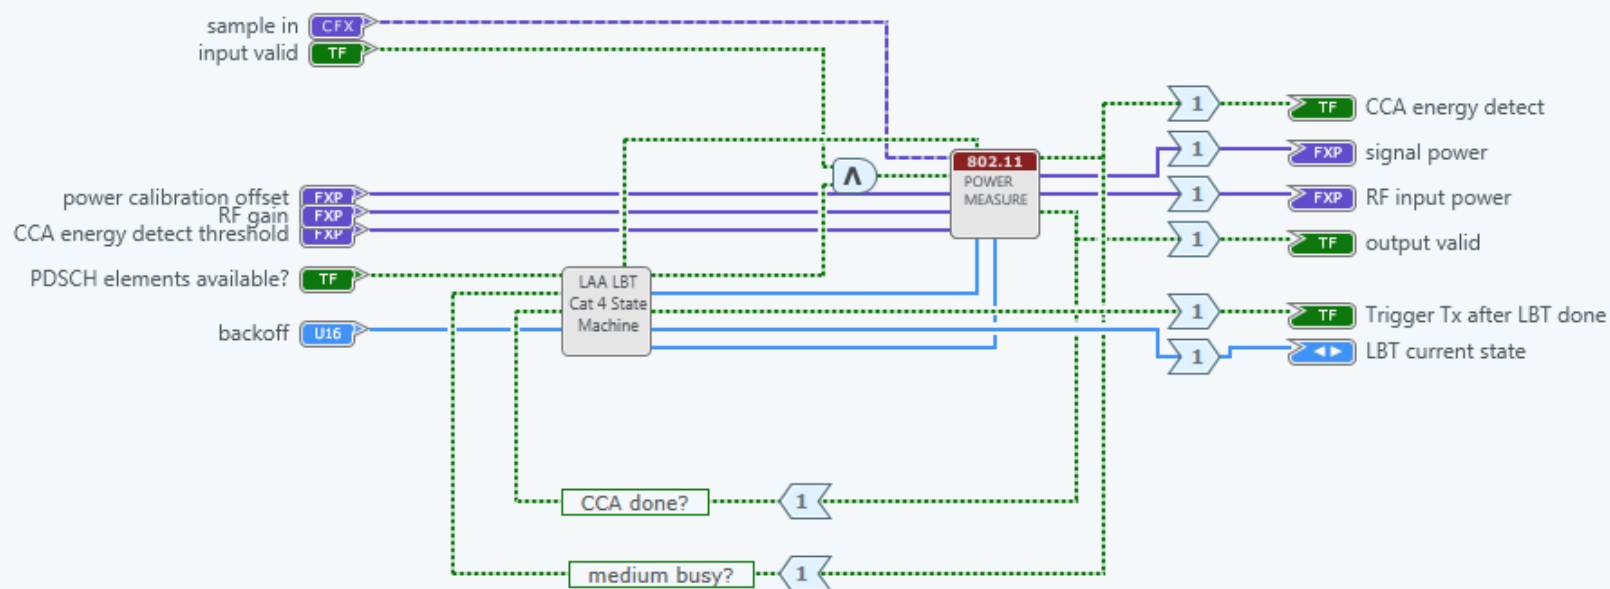 sample in CFX
input valid TF
1 TF CCA energy detect
1 FXP signal power
802.11
POWER
MEASURE
Λ
power calibration offset FXP
1 FXP RF input power
RF gain FXP
CCA energy detect threshold FXP
1 TF output valid
PDSCH elements available? TF
LAA LBT
Cat 4 State
Machine
1 TF Trigger Tx after LBT done
backoff U16
1 LBT current state
CCA done? 1
medium busy? 1